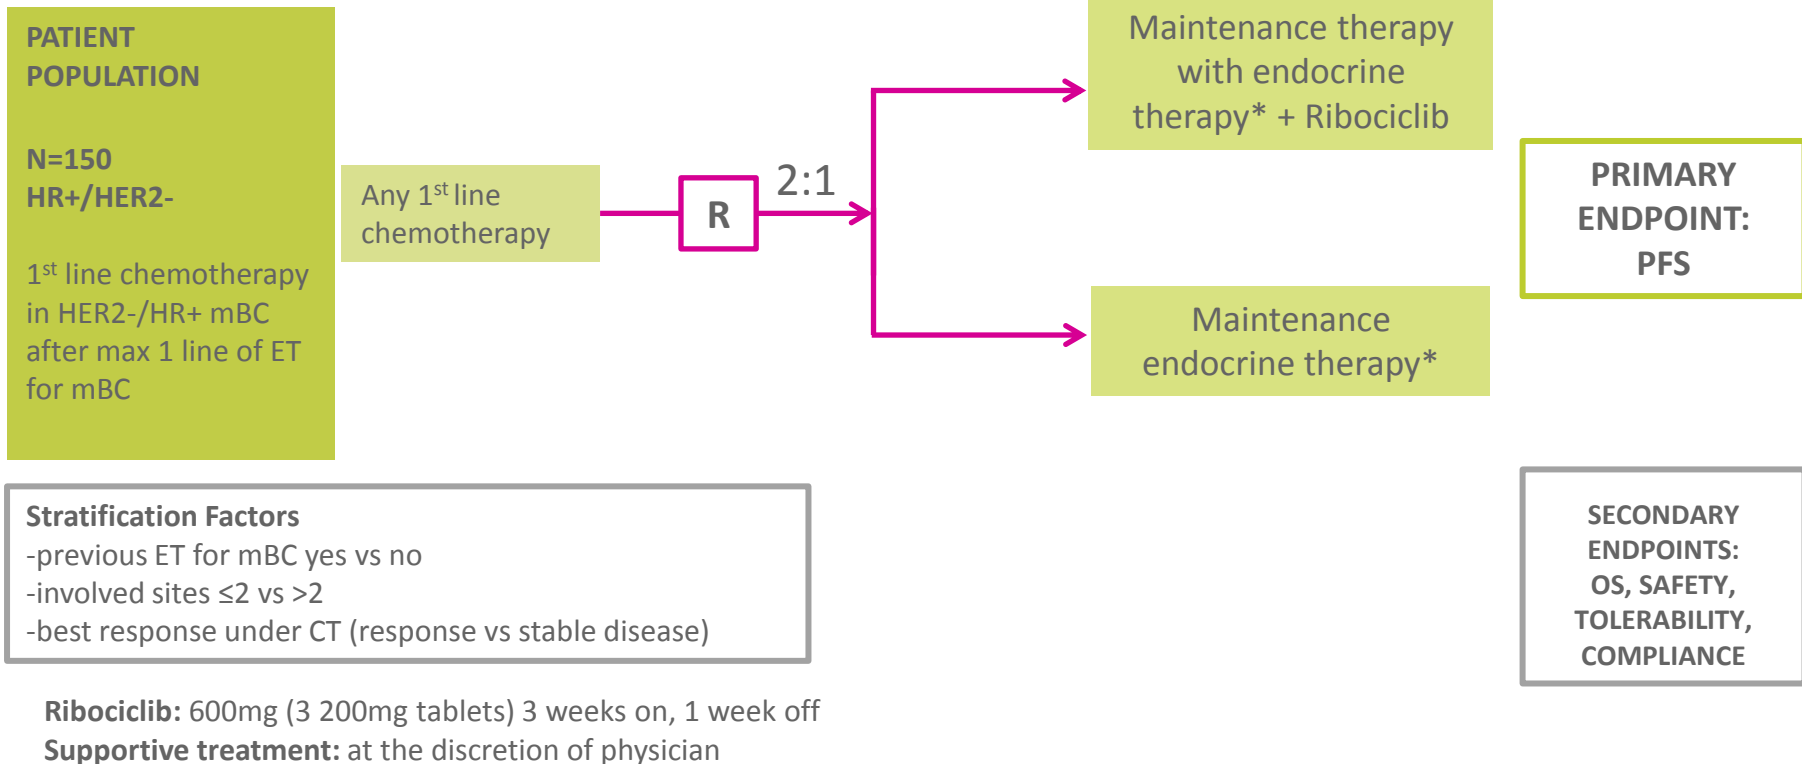 PATIENT
POPULATION
N=150
HR+/HER2-
1st line chemotherapy
in HER2-/HR+ mBC
after max 1 line of ET
for mBC
Any 1st line
chemotherapy
R
2:1
Maintenance therapy
with endocrine
therapy* + Ribociclib
Maintenance
endocrine therapy*
PRIMARY
ENDPOINT:
PFS
Stratification Factors
-previous ET for mBC yes vs no
-involved sites ≤2 vs >2
-best response under CT (response vs stable disease)
SECONDARY
ENDPOINTS:
OS, SAFETY,
TOLERABILITY,
COMPLIANCE
Ribociclib: 600mg (3 200mg tablets) 3 weeks on, 1 week off
Supportive treatment: at the discretion of physician